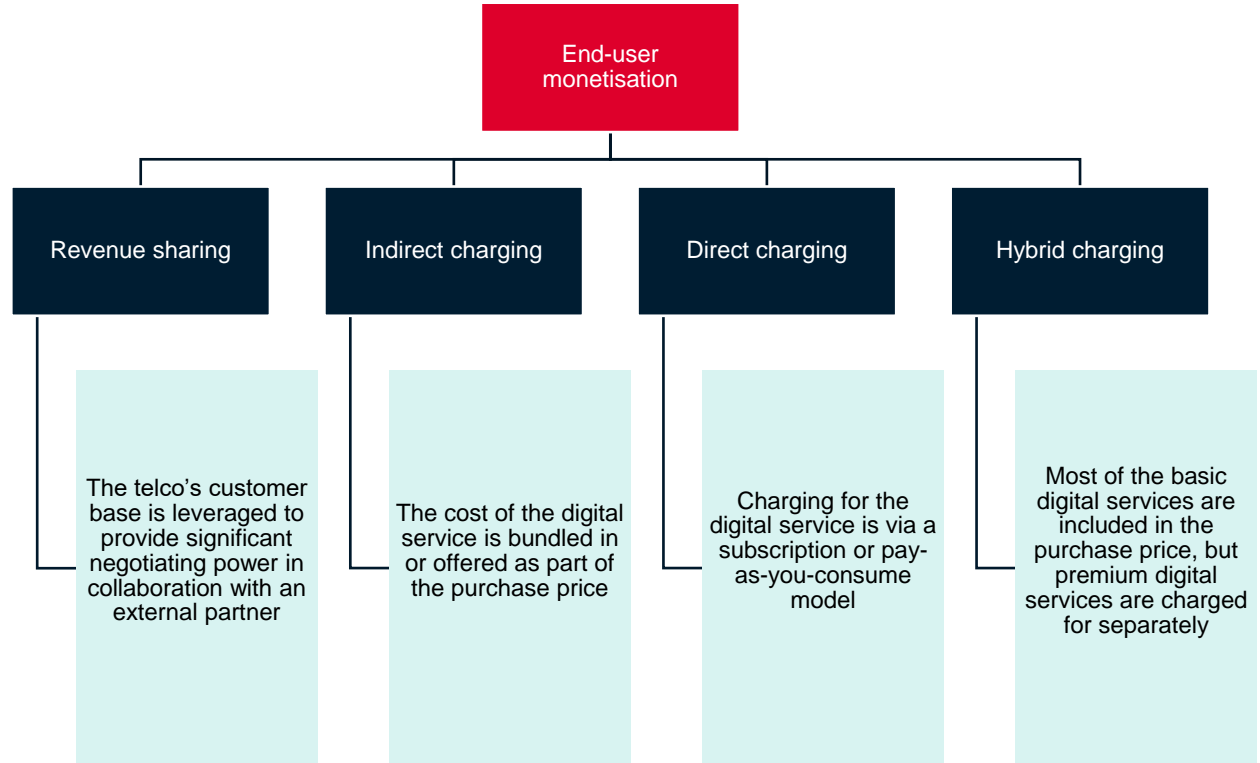 End-user
monetisation
Revenue sharing
Indirect charging
Direct charging
Hybrid charging
The telco's customer
base is leveraged to
provide significant
negotiating power in
collaboration with an
external partner
The cost of the digital
service is bundled in
or offered as part of
the purchase price
Charging for the
digital service is via a
subscription or pay-
as-you-consume
model
Most of the basic
digital services are
included in the
purchase price, but
premium digital
services are charged
for separately